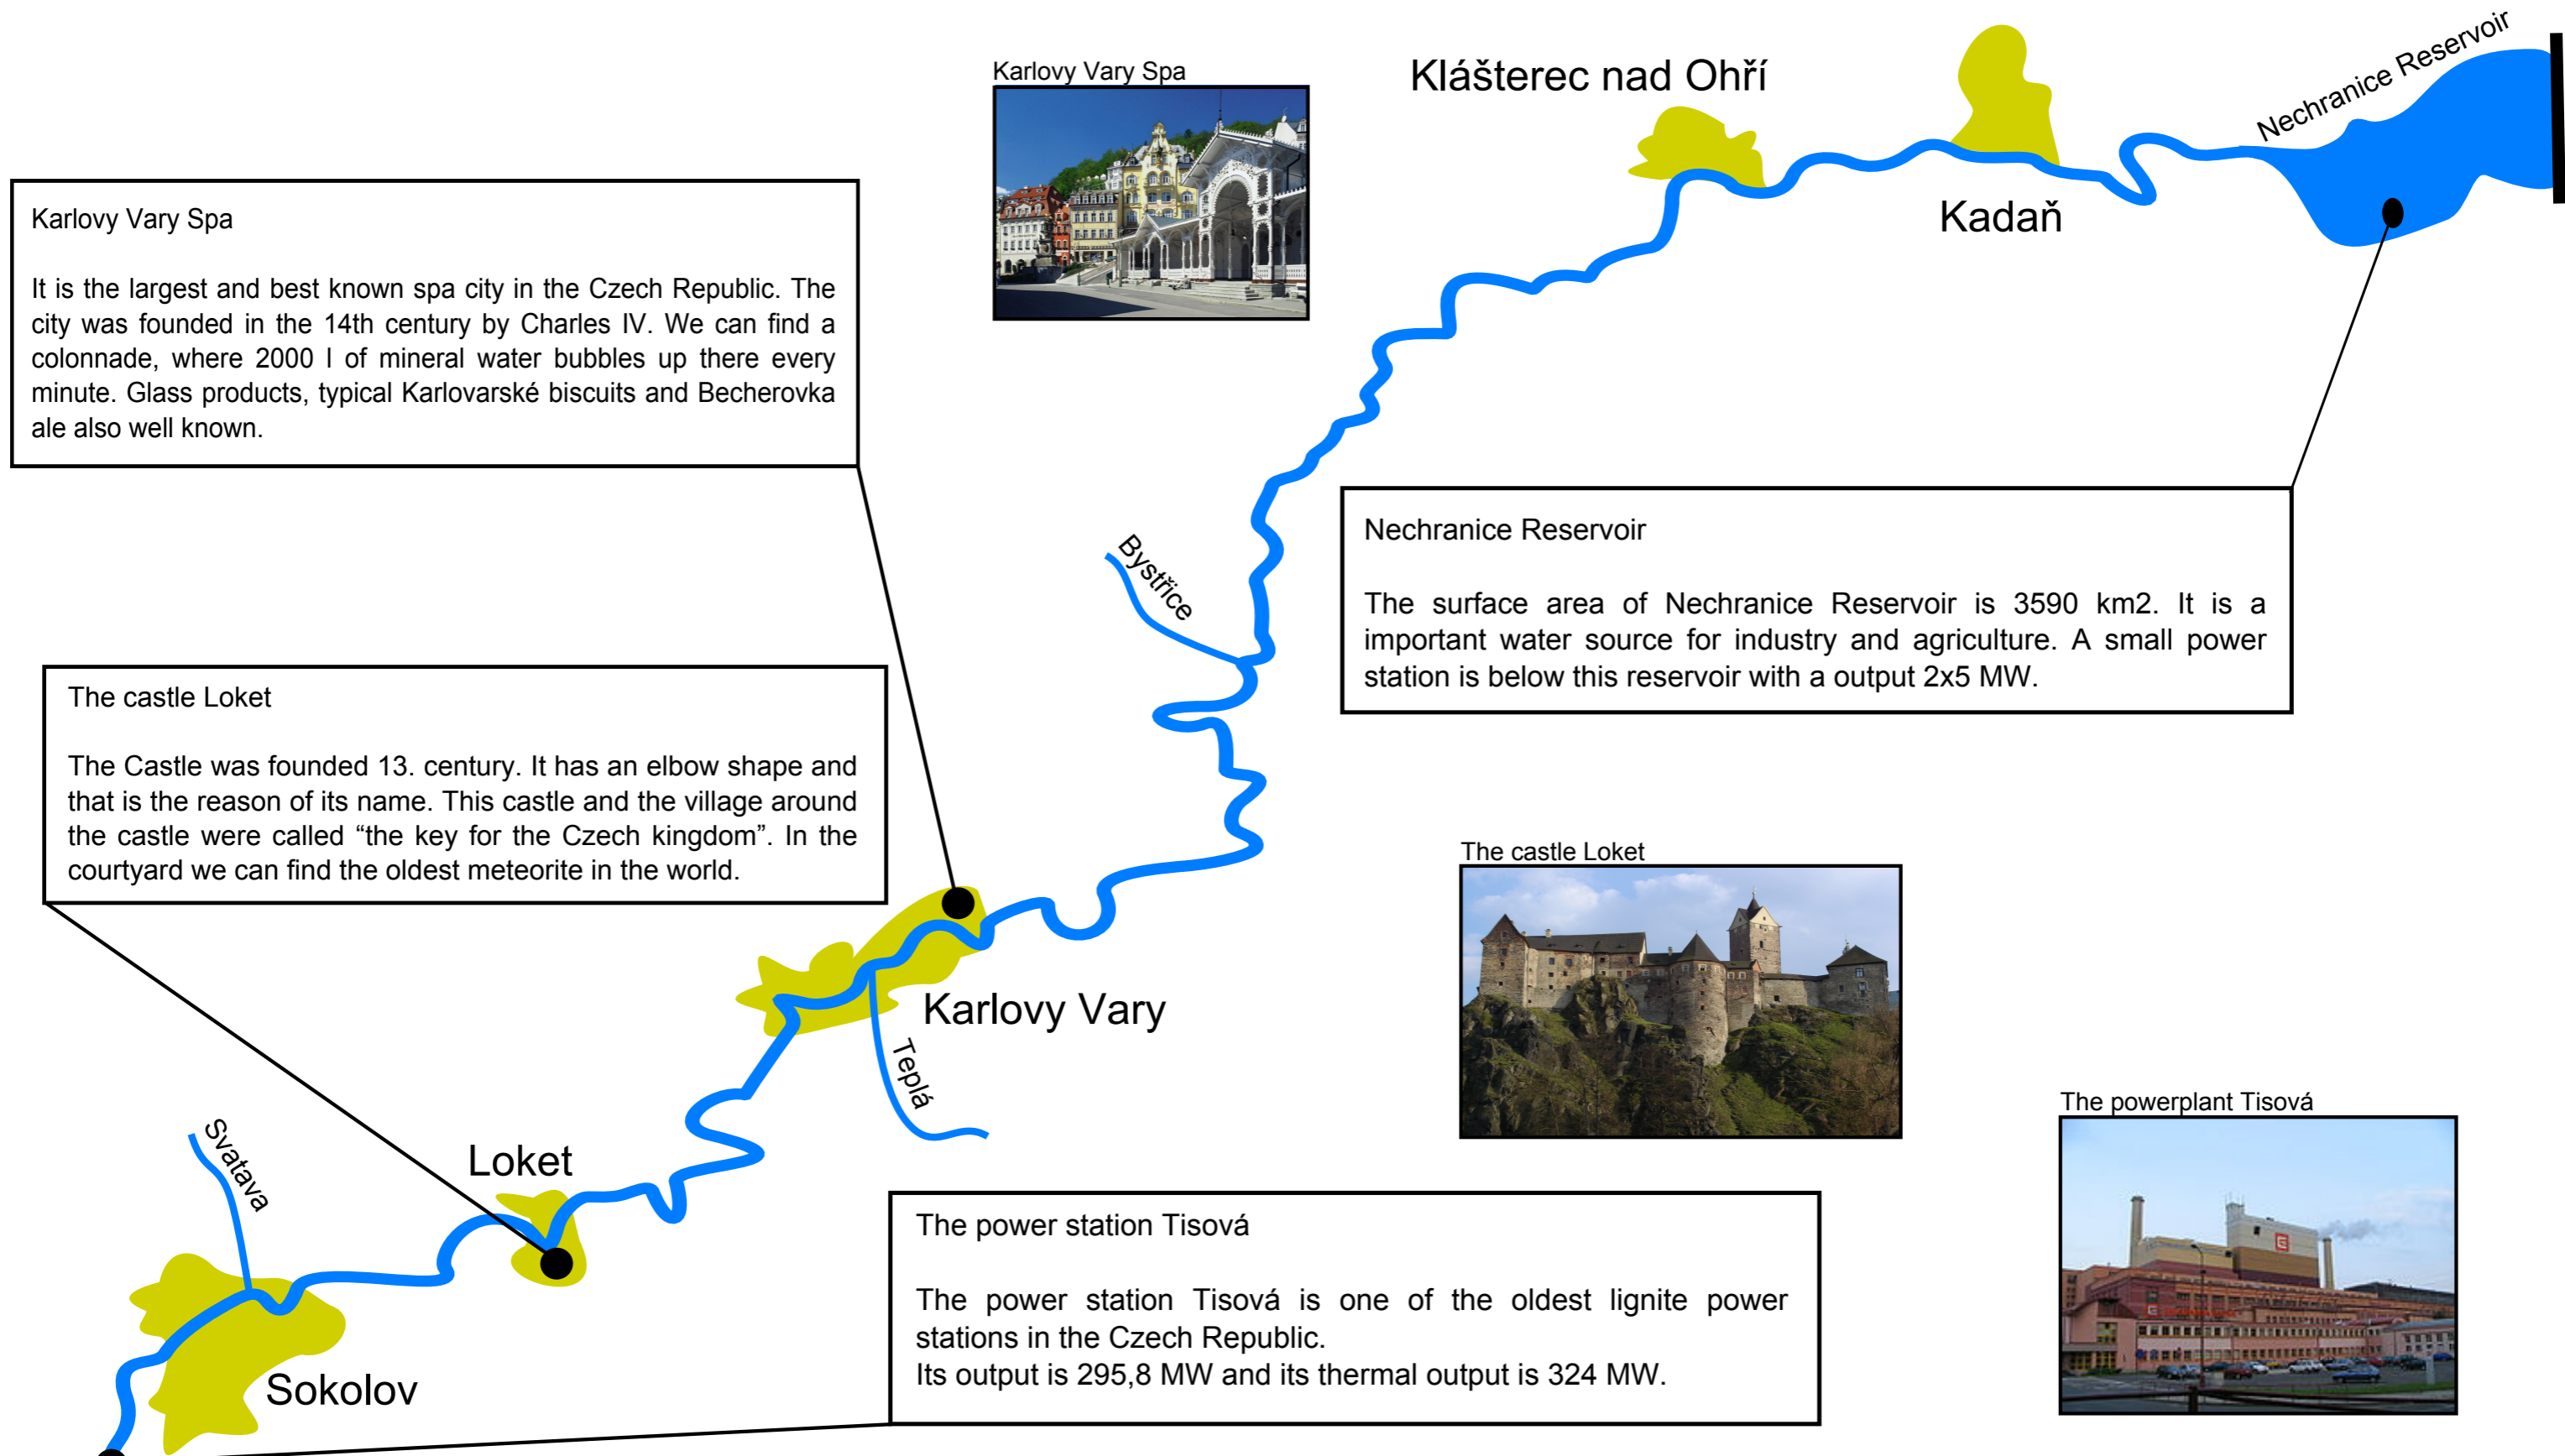 Karlovy Vary Spa
Klášterec nad Ohří
Nechranice Reservoir
Kadaň
Karlovy Vary Spa
It is the largest and best known spa city in the Czech Republic. The
city was founded in the 14th century by Charles IV. We can find a
colonnade, where 2000 l of mineral water bubbles up there every
minute. Glass products, typical Karlovarské biscuits and Becherovka
ale also well known.
Nechranice Reservoir
The surface area of Nechranice Reservoir is 3590 km2. It is a
important water source for industry and agriculture. A small power
station is below this reservoir with a output 2x5 MW.
Bystřice
The castle Loket
The Castle was founded 13. century. It has an elbow shape and
that is the reason of its name. This castle and the village around
the castle were called “the key for the Czech kingdom”. In the
courtyard we can find the oldest meteorite in the world.
The castle Loket
Karlovy Vary
Teplá
The powerplant Tisová
Svatava
Loket
The power station Tisová
The power station Tisová is one of the oldest lignite power
stations in the Czech Republic.
Its output is 295,8 MW and its thermal output is 324 MW.
Sokolov